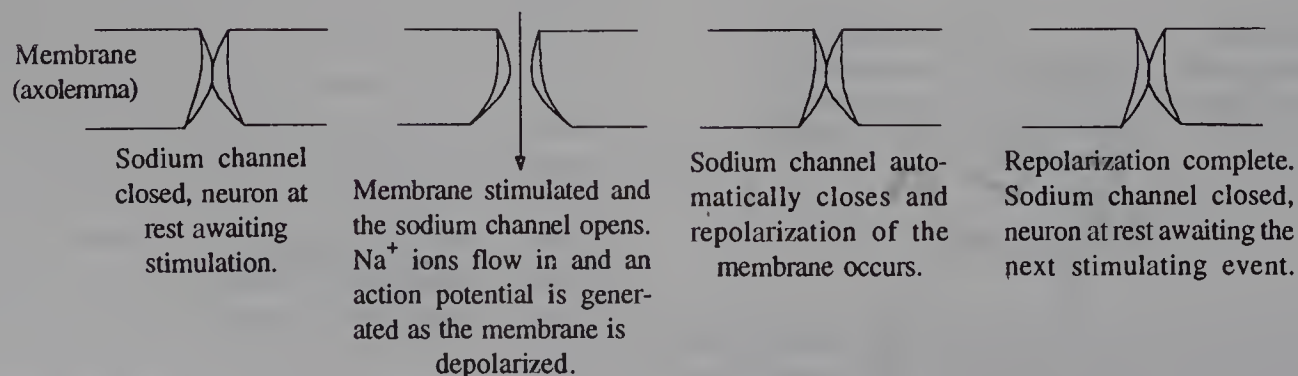 Membrane
(axolemma)
Sodium channel
closed, neuron at
rest awaiting
stimulation.
Membrane stimulated and
the sodium channel opens.
Na⁺ ions flow in and an
action potential is gener-
ated as the membrane is
depolarized.
Sodium channel auto-
matically closes and
repolarization of the
membrane occurs.
Repolarization complete.
Sodium channel closed,
neuron at rest awaiting the
next stimulating event.